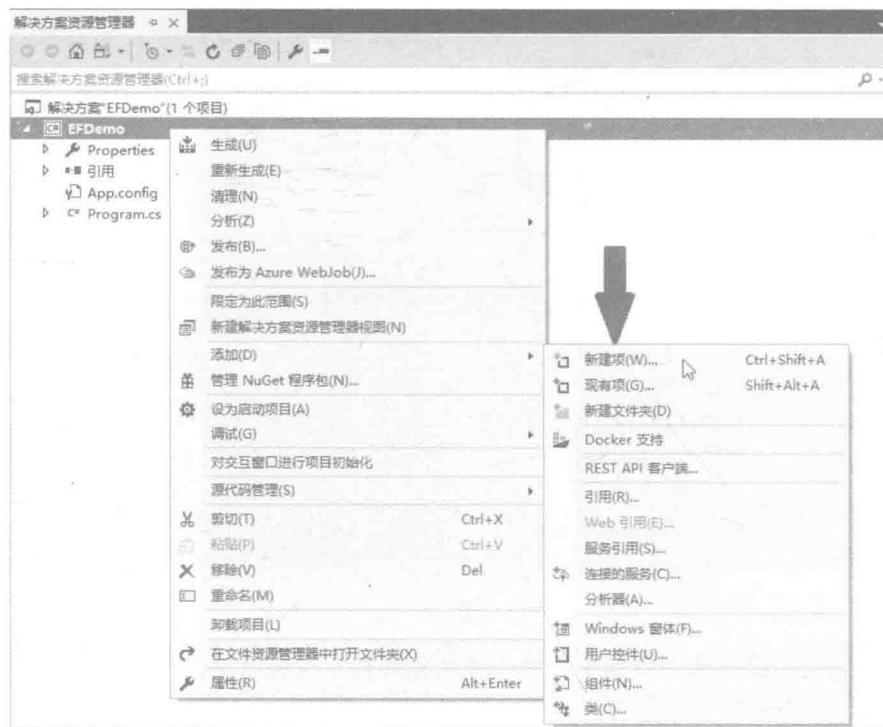 解决方案资源管理器
搜索解决方案资源管理器(Ctrl+;)
解决方案"EFDemo"(1 个项目)
EFDemo
Properties
引用
App.config
Program.cs
生成(U)
重新生成(E)
清理(N)
分析(Z)
发布(B)...
发布为 Azure WebJob(J)...
限定为此范围(S)
新建解决方案资源管理器视图(N)
添加(D)
管理 NuGet 程序包(N)...
设为启动项目(A)
调试(G)
对交互窗口进行项目初始化
源代码管理(S)
剪切(T) Ctrl+X
粘贴(P) Ctrl+V
移除(V) Del
重命名(M)
卸载项目(L)
在文件资源管理器中打开文件夹(X)
属性(R) Alt+Enter
新建项(W)... Ctrl+Shift+A
现有项(G)... Shift+Alt+A
新建文件夹(D)
Docker 支持
REST API 客户端...
引用(R)...
Web 引用(E)...
服务引用(S)...
连接的服务(C)...
分析器(A)...
Windows 窗体(F)...
用户控件(U)...
组件(N)...
类(C)...